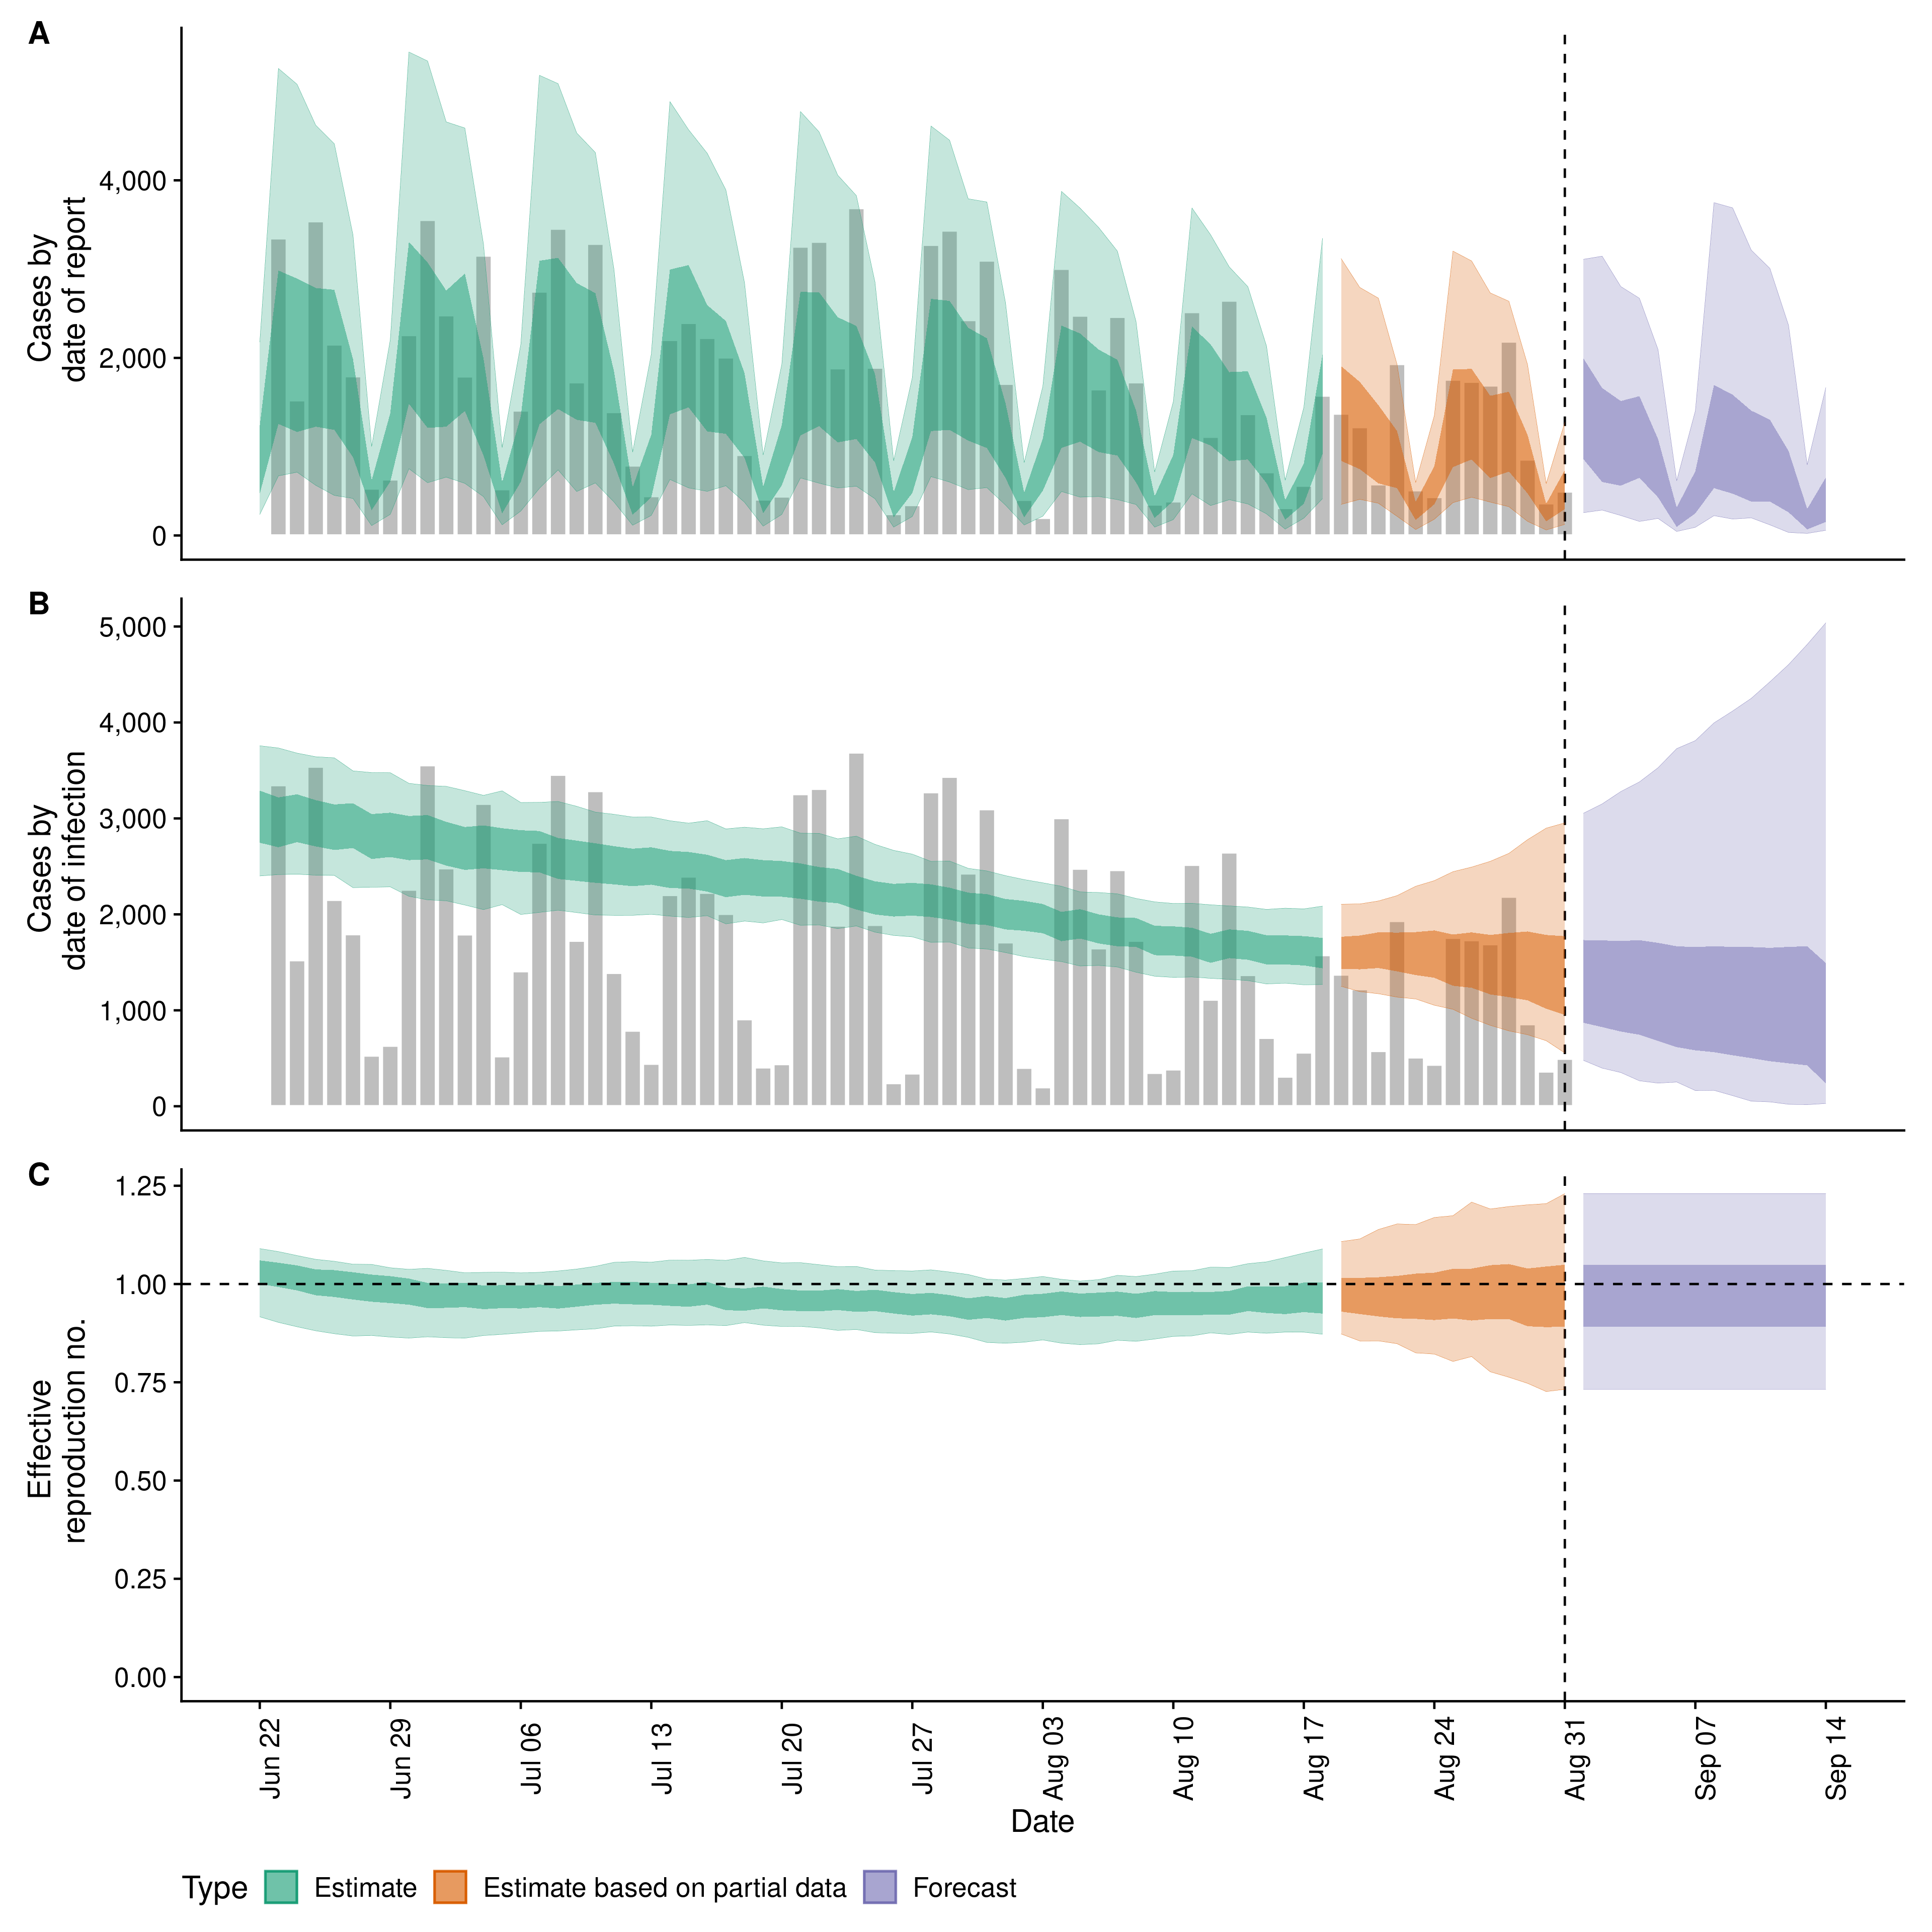 A
Cases by
date of report
4,000
2,000
0
B
Cases by
date of infection
5,000
4,000
3,000
2,000
1,000
0
C
Effective
reproduction no.
1.25
1.00
0.75
0.50
0.25
0.00
Jun 22
Jun 29
Jul 06
Jul 13
Jul 20
Jul 27
Aug 03
Aug 10
Aug 17
Aug 24
Aug 31
Sep 07
Sep 14
Date
Type Estimate Estimate based on partial data Forecast